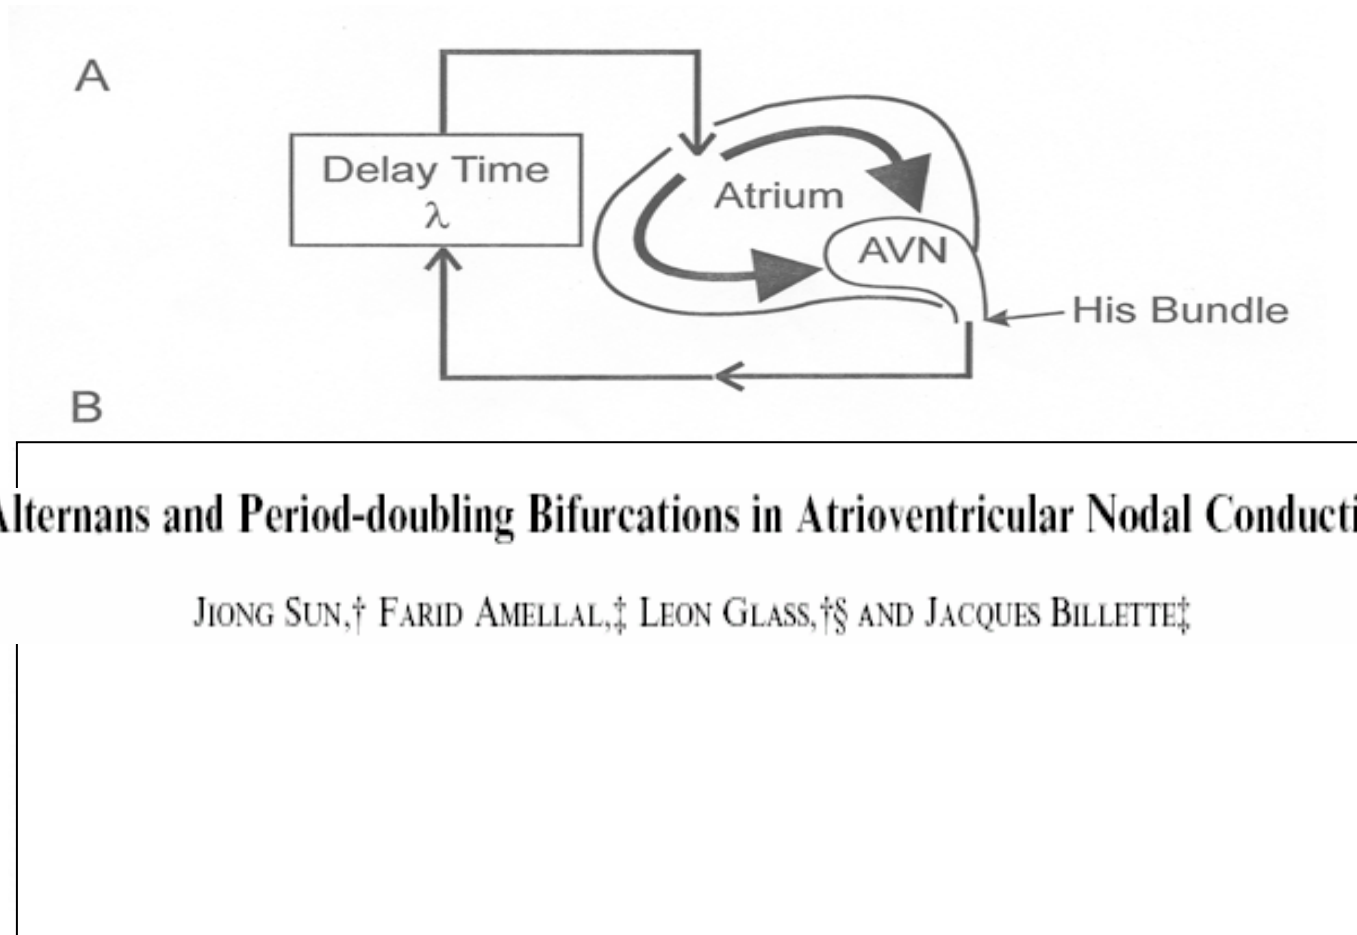 A
Delay Time
λ
Atrium
AVN
His Bundle
B
Alternans and Period-doubling Bifurcations in Atrioventricular Nodal Conducti
JIONG SUN,† FARID AMELLAL,‡ LEON GLASS,†§ AND JACQUES BILLETTE‡